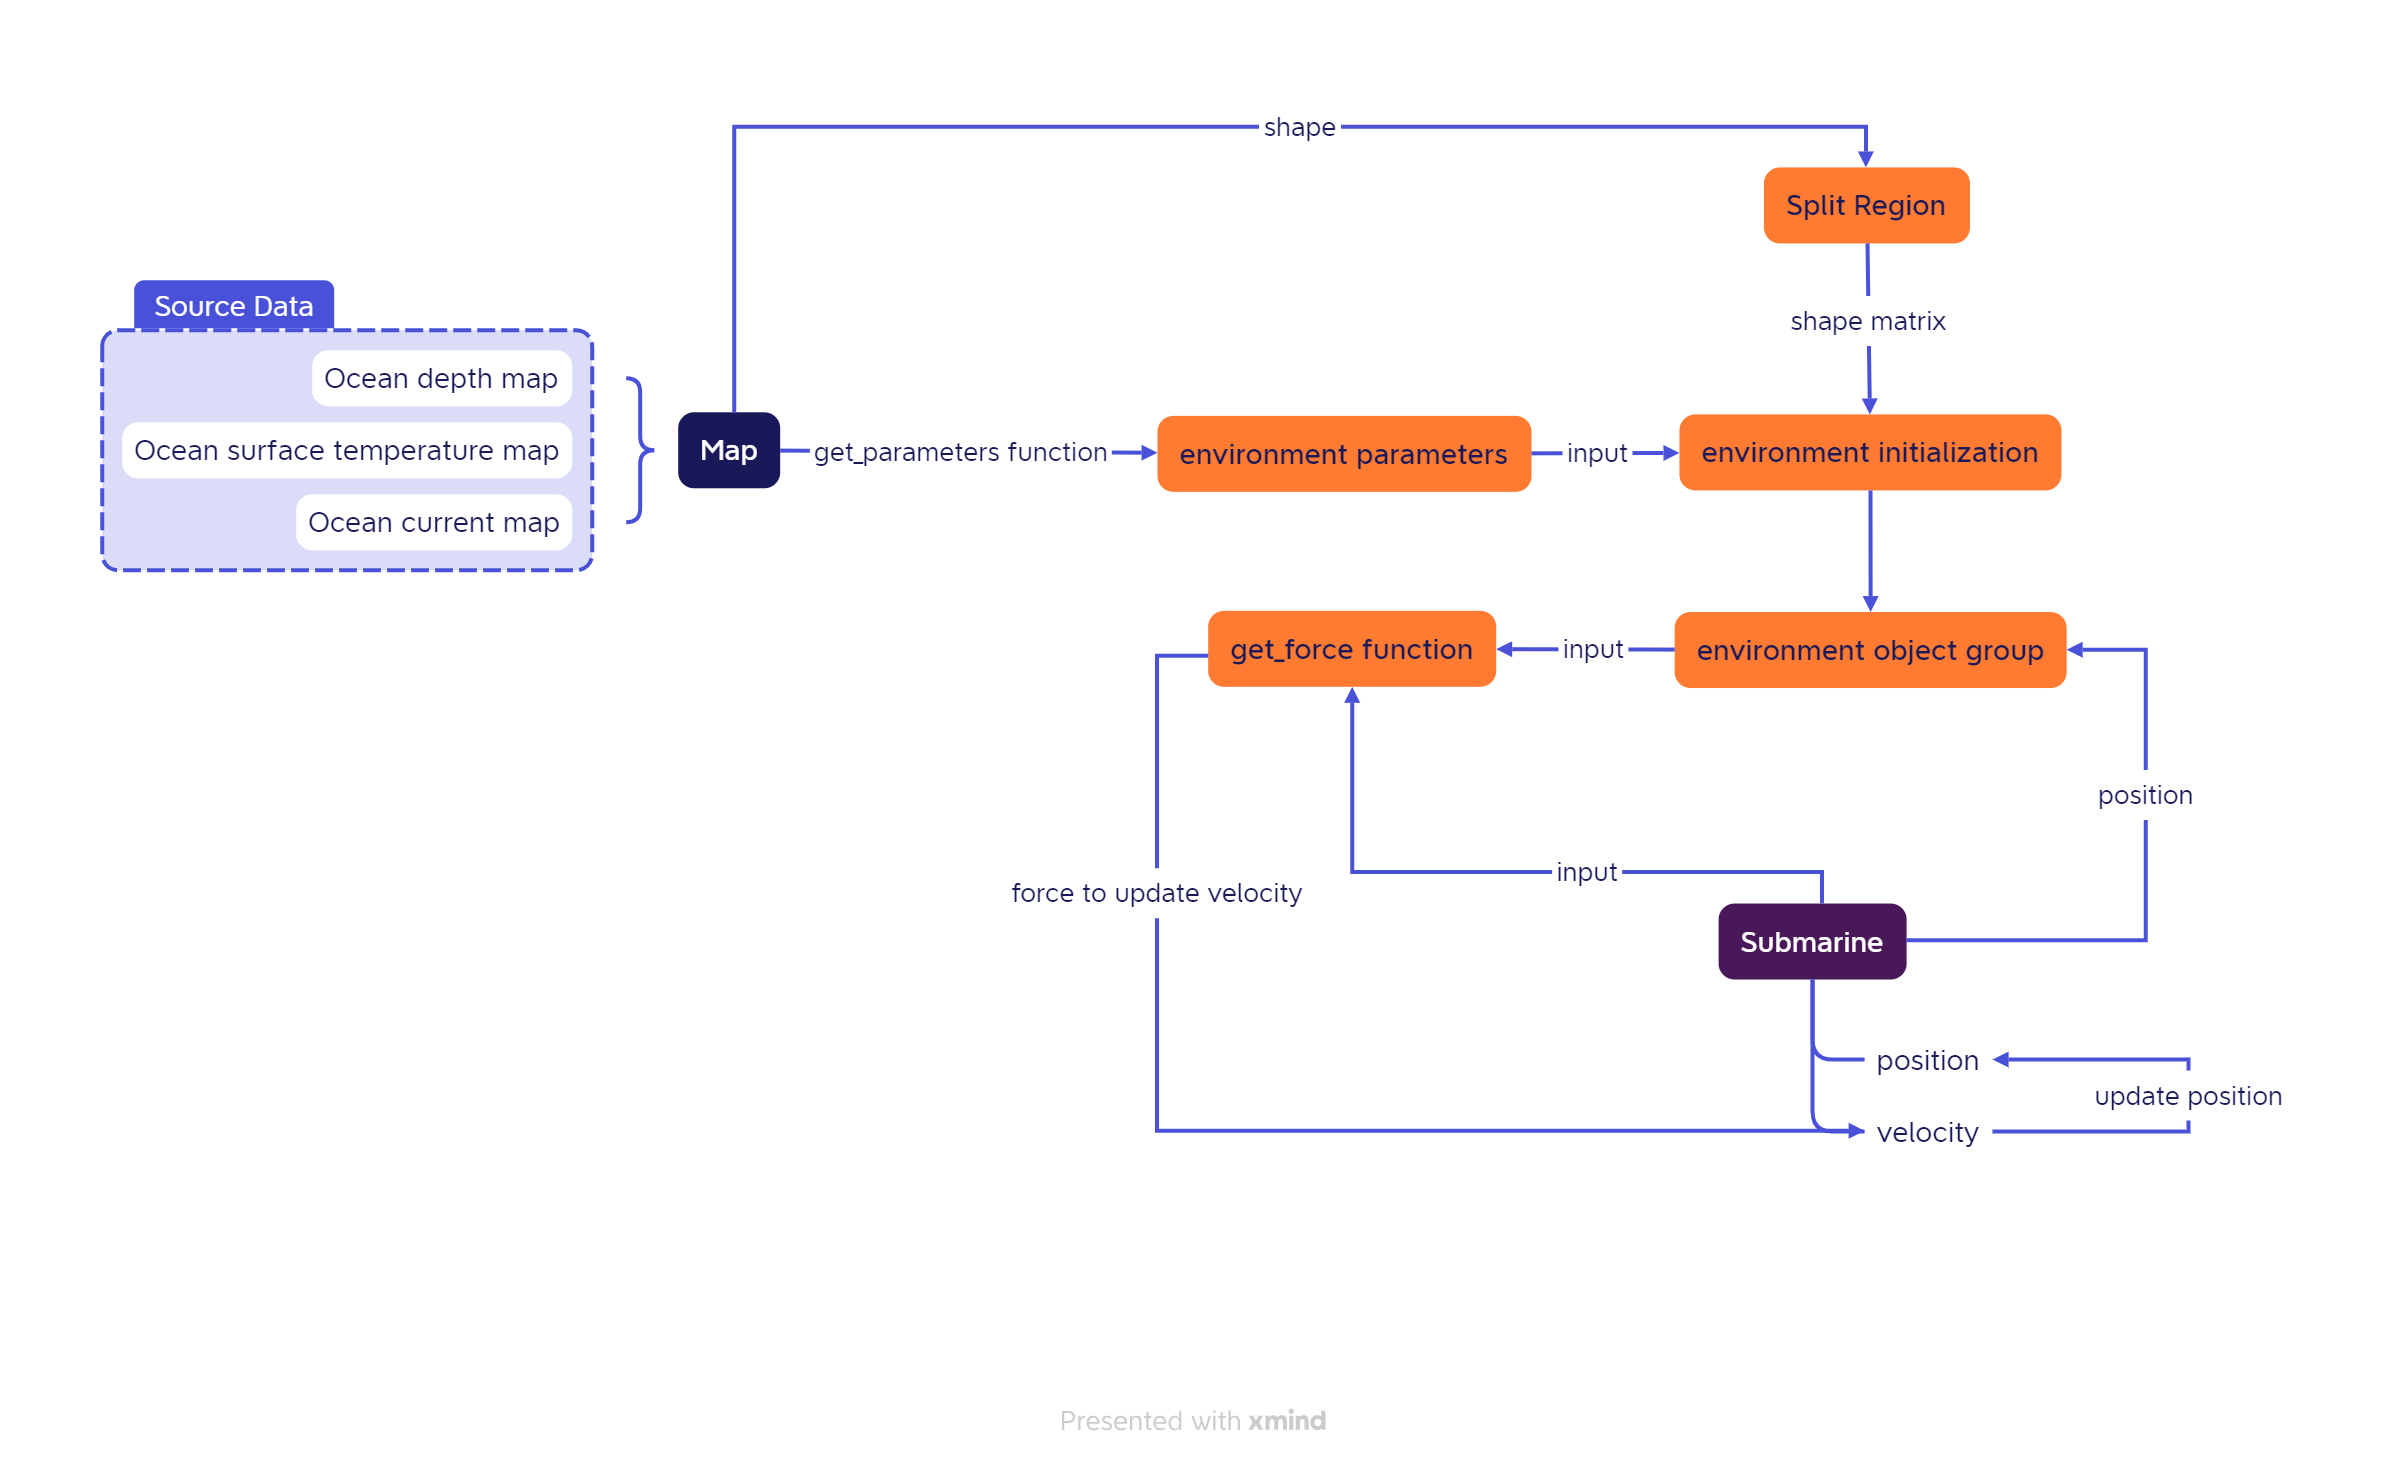 shape
Split Region
shape matrix
Source Data
Ocean depth map
Ocean surface temperature map
Ocean current map
Map
get_parameters function
environment parameters
input
environment initialization
get_force function
input
environment object group
position
input
force to update velocity
Submarine
position
update position
velocity
Presented with xmind